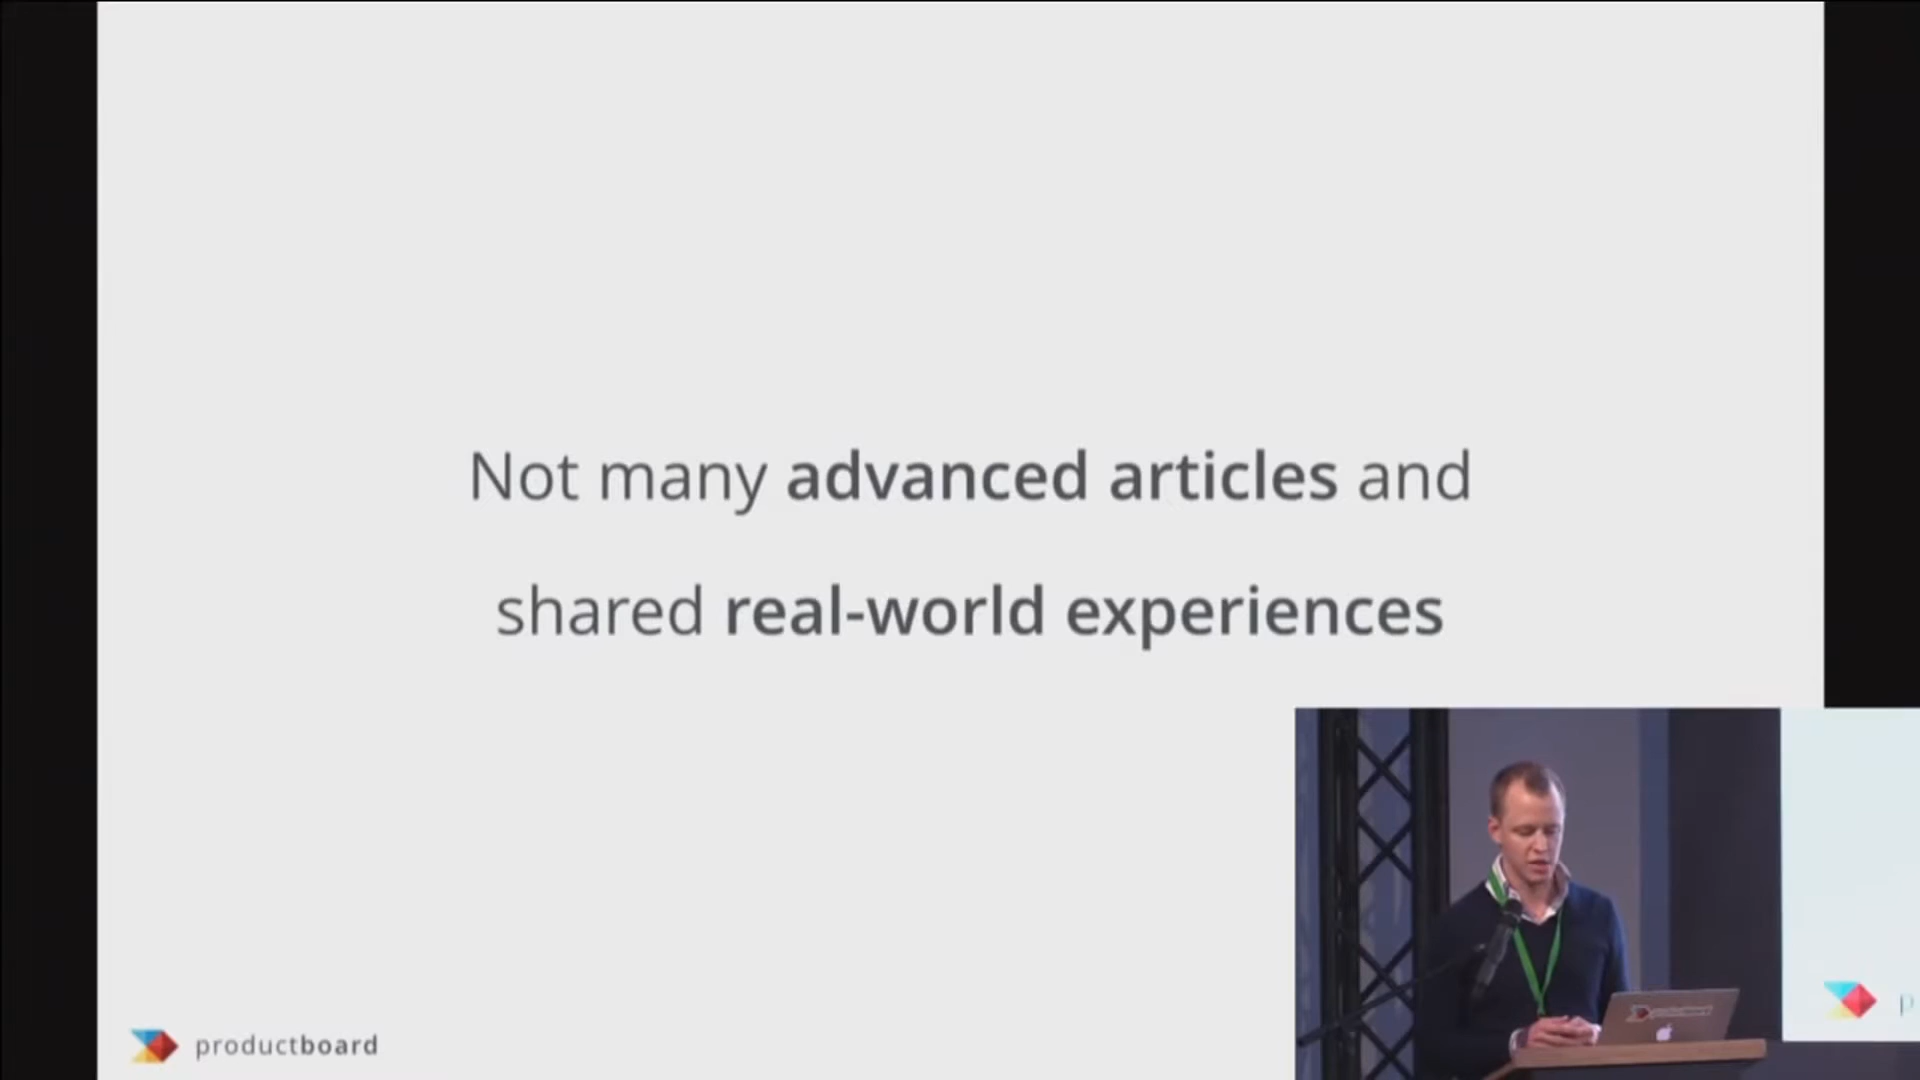 Not many advanced articles and
shared real-world experiences
productboard
p